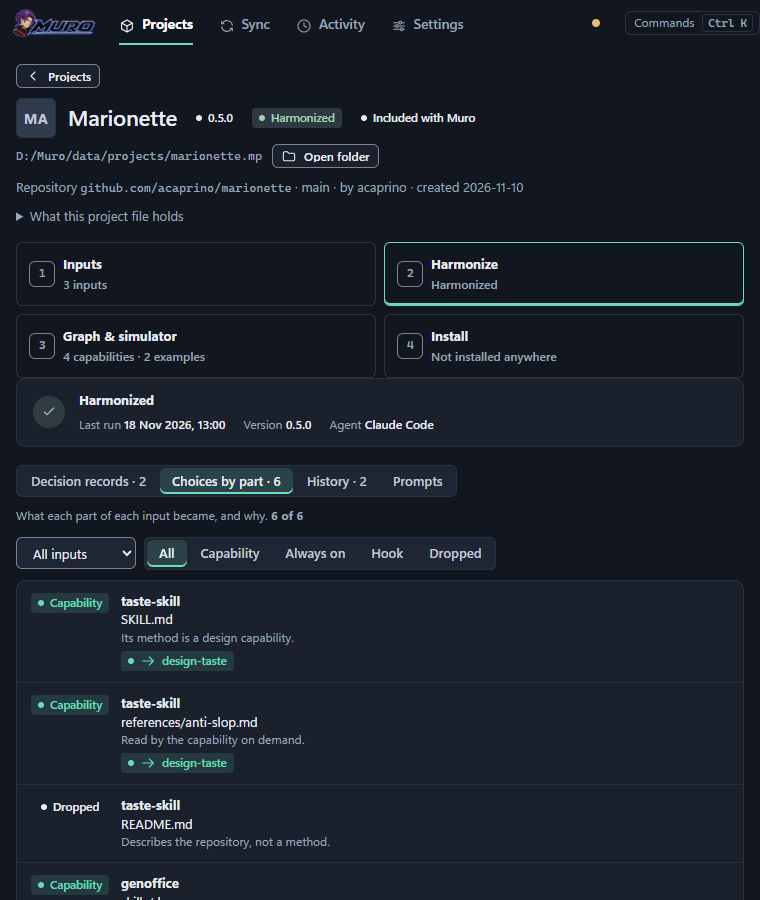 MURO
Projects
Sync
Activity
Settings
Commands Ctrl K
Projects
MA
Marionette
0.5.0
Harmonized
Included with Muro
D:/Muro/data/projects/marionette.mp
Open folder
Repository github.com/acaprino/marionette · main · by acaprino · created 2026-11-10
What this project file holds
1
Inputs
3 inputs
2
Harmonize
Harmonized
3
Graph & simulator
4 capabilities · 2 examples
4
Install
Not installed anywhere
Harmonized
Last run 18 Nov 2026, 13:00 Version 0.5.0 Agent Claude Code
Decision records · 2
Choices by part · 6
History · 2
Prompts
What each part of each input became, and why. 6 of 6
All inputs
All
Capability
Always on
Hook
Dropped
Capability
taste-skill
SKILL.md
Its method is a design capability.
→ design-taste
Capability
taste-skill
references/anti-slop.md
Read by the capability on demand.
→ design-taste
Dropped
taste-skill
README.md
Describes the repository, not a method.
Capability
genoffice